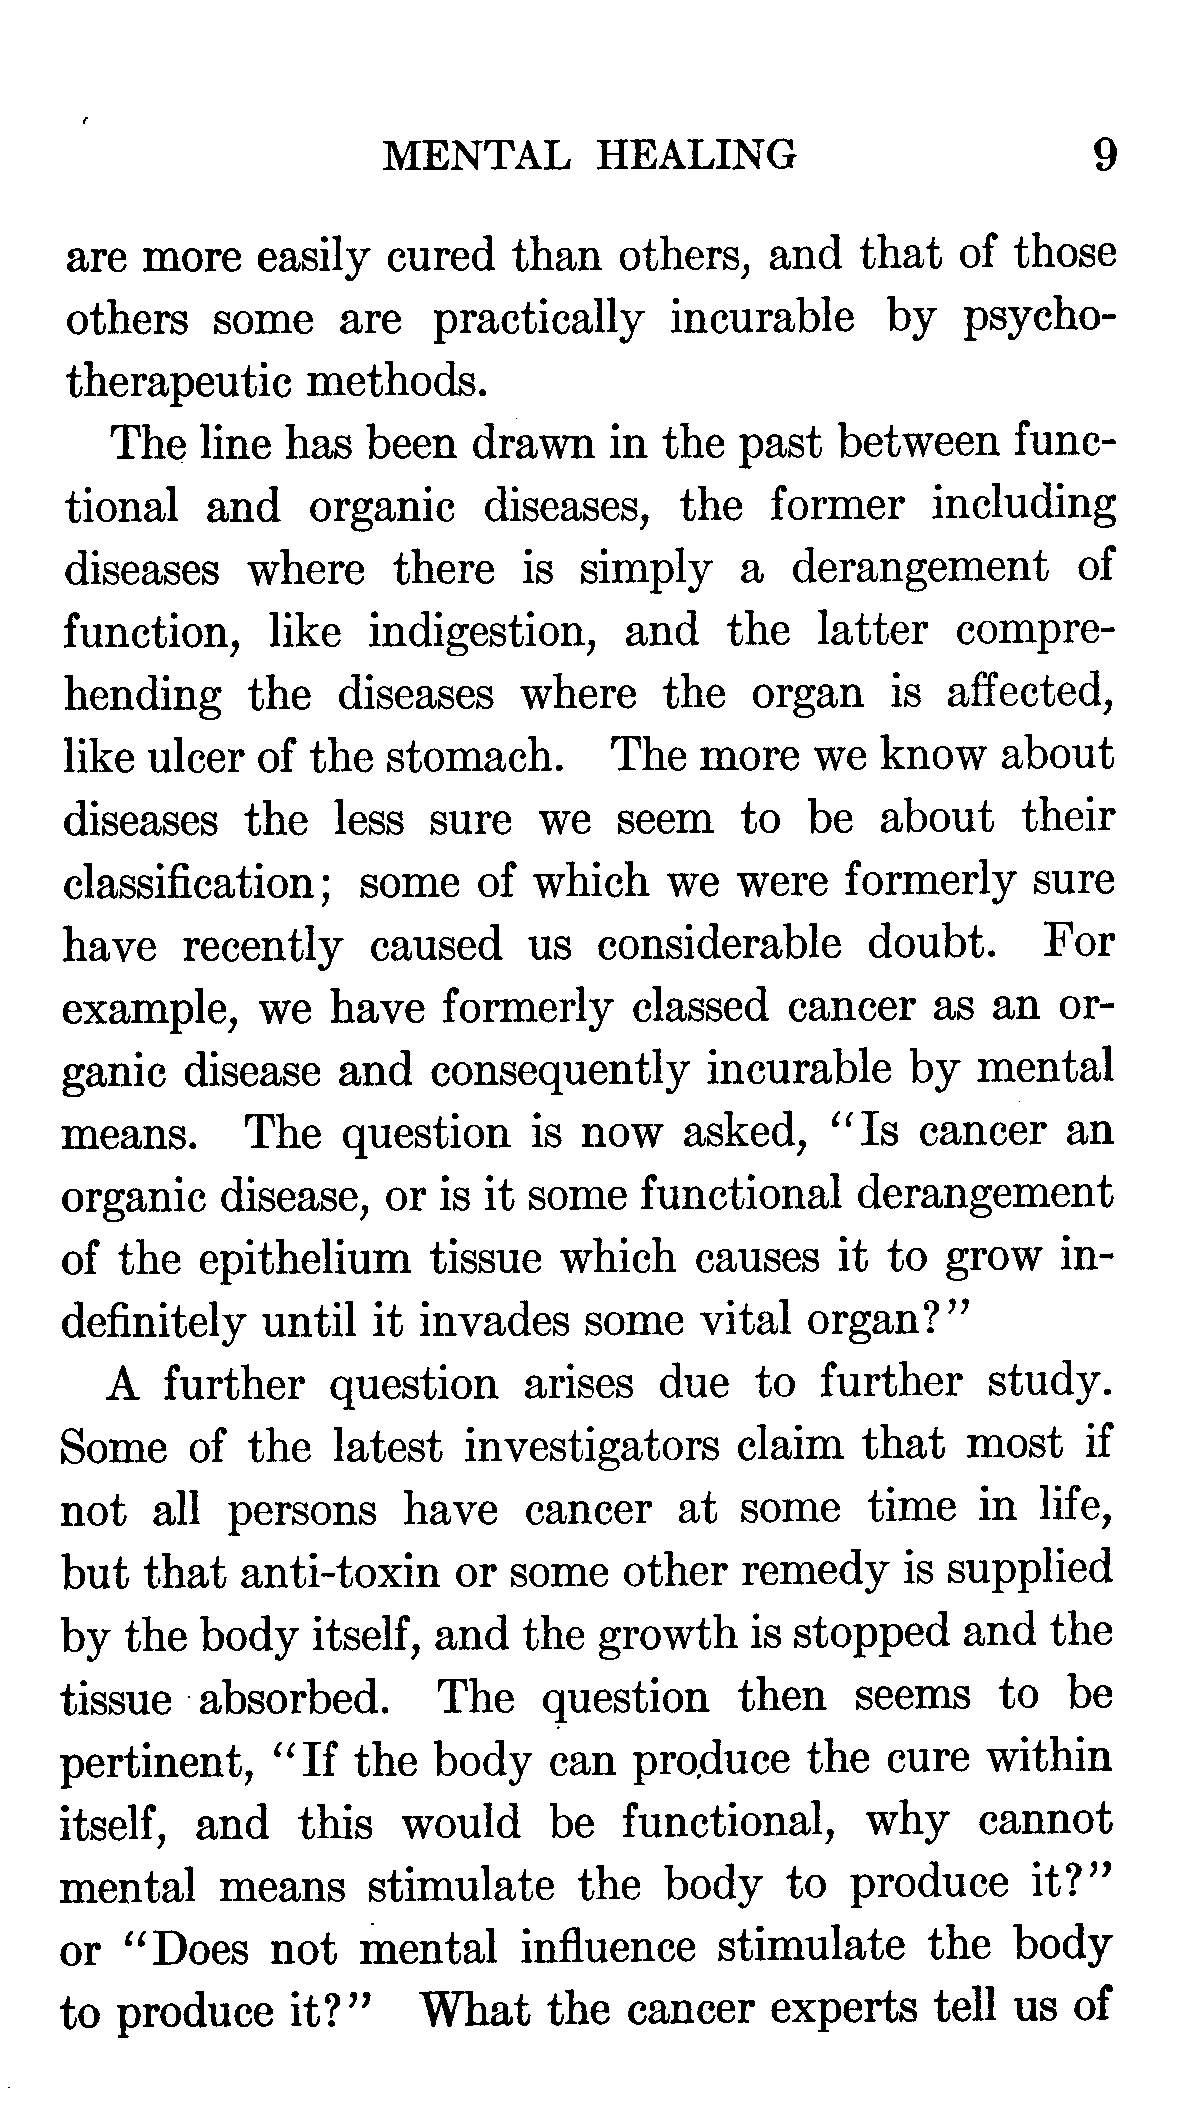 MENTAL HEALING 9
are more easily cured than others, and that of those
others some are practically incurable by psycho-
therapeutic methods.
The line has been drawn in the past between func-
tional and organic diseases, the former including
diseases where there is simply a derangement of
function, like indigestion, and the latter compre-
hending the diseases where the organ is affected,
like ulcer of the stomach. The more we know about
diseases the less sure we seem to be about their
classification; some of which we were formerly sure
have recently caused us considerable doubt. For
example, we have formerly classed cancer as an or-
ganic disease and consequently incurable by mental
means. The question is now asked, "Is cancer an
organic disease, or is it some functional derangement
of the epithelium tissue which causes it to grow in-
definitely until it invades some vital organ?"
A further question arises due to further study.
Some of the latest investigators claim that most if
not all persons have cancer at some time in life,
but that anti-toxin or some other remedy is supplied
by the body itself, and the growth is stopped and the
tissue absorbed. The question then seems to be
pertinent, "If the body can produce the cure within
itself, and this would be functional, why cannot
mental means stimulate the body to produce it?"
or "Does not mental influence stimulate the body
to produce it?" What the cancer experts tell us of